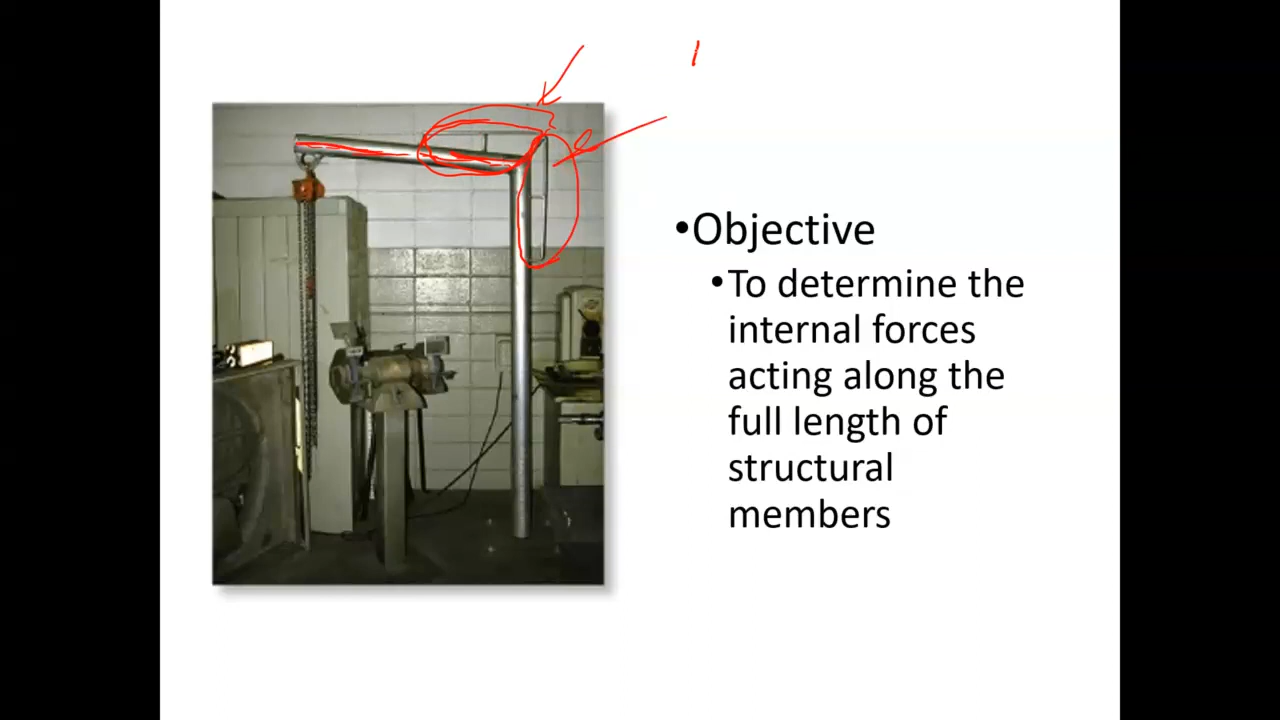 •Objective
•To determine the
internal forces
acting along the
full length of
structural
members